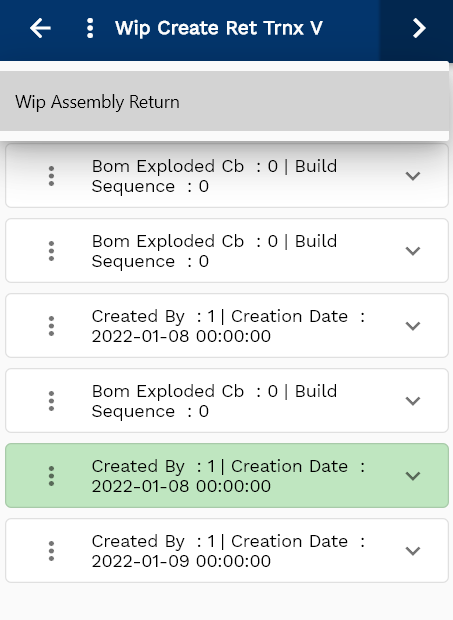 Wip Create Ret Trnx V
Wip Assembly Return
Bom Exploded Cb : 0 | Build
Sequence : 0
Bom Exploded Cb : 0 | Build
Sequence : 0
Created By : 1 | Creation Date :
2022-01-08 00:00:00
Bom Exploded Cb : 0 | Build
Sequence : 0
Created By : 1 | Creation Date :
2022-01-08 00:00:00
Created By : 1 | Creation Date :
2022-01-09 00:00:00